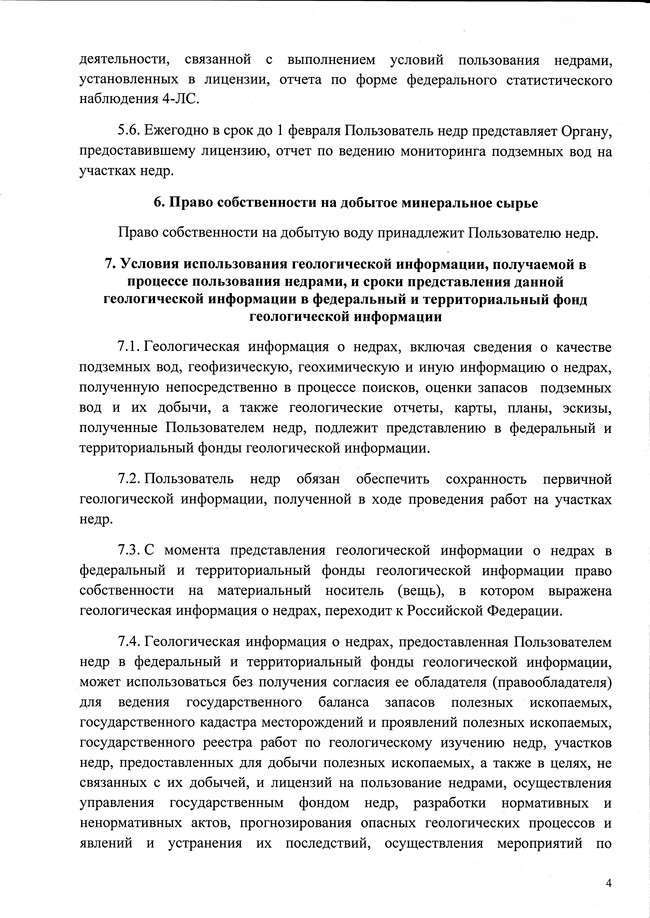 деятельности, связанной с выполнением условий пользования недрами,
установленных в лицензии, отчета по форме федерального статистического
наблюдения 4-ЛС.
5.6. Ежегодно в срок до 1 февраля Пользователь недр представляет Органу,
предоставившему лицензию, отчет по ведению мониторинга подземных вод на
участках недр.
6. Право собственности на добытое минеральное сырье
Право собственности на добытую воду принадлежит Пользователю недр.
7. Условия использования геологической информации, получаемой в
процессе пользования недрами, и сроки представления данной
геологической информации в федеральный и территориальный фонд
геологической информации
7.1. Геологическая информация о недрах, включая сведения о качестве
подземных вод, геофизическую, геохимическую и иную информацию о недрах,
полученную непосредственно в процессе поисков, оценки запасов подземных
вод и их добычи, а также геологические отчеты, карты, планы, эскизы,
полученные Пользователем недр, подлежит представлению в федеральный и
территориальный фонды геологической информации.
7.2. Пользователь недр обязан обеспечить сохранность первичной
геологической информации, полученной в ходе проведения работ на участках
недр.
7.3. С момента представления геологической информации о недрах в
федеральный и территориальный фонды геологической информации право
собственности на материальный носитель (вещь), в котором выражена
геологическая информация о недрах, переходит к Российской Федерации.
7.4. Геологическая информация о недрах, предоставленная Пользователем
недр в федеральный и территориальный фонды геологической информации,
может использоваться без получения согласия ее обладателя (правообладателя)
для ведения государственного баланса запасов полезных ископаемых,
государственного кадастра месторождений и проявлений полезных ископаемых,
государственного реестра работ по геологическому изучению недр, участков
недр, предоставленных для добычи полезных ископаемых, а также в целях, не
связанных с их добычей, и лицензий на пользование недрами, осуществления
управления государственным фондом недр, разработки нормативных и
ненормативных актов, прогнозирования опасных геологических процессов и
явлений и устранения их последствий, осуществления мероприятий по
4